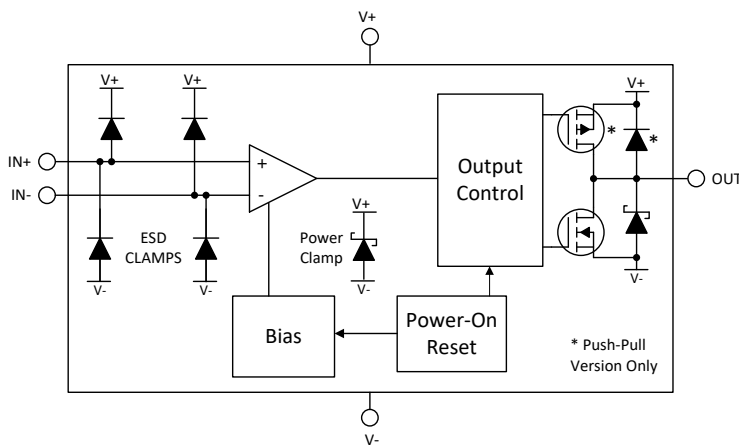 V+
V+
V+
V+
*
*
IN+
IN-
+
-
Output
Control
OUT
ESD
CLAMPS
Power
Clamp
V+
V-
V-
V-
V-
Bias
Power-On
Reset
* Push-Pull
Version Only
V-